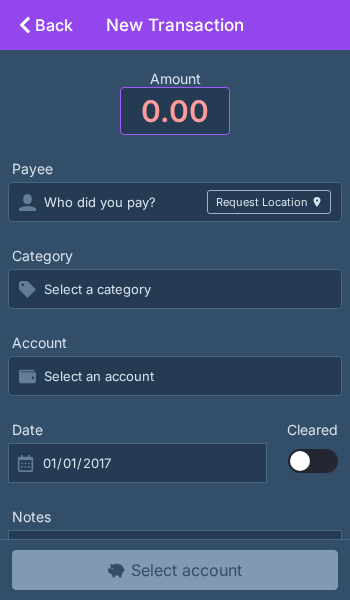 Back
New Transaction
Amount
0.00
Payee
Who did you pay?
Request Location
Category
Select a category
Account
Select an account
Date
Cleared
01/01/2017
Notes
Select account